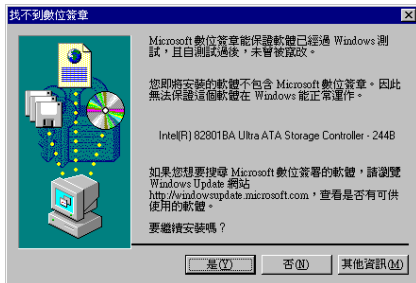 找不到數位簽章
Microsoft 數位簽章能保證軟體已經過 Windows 測
試，且自測試過後，未曾被竄改。
您即將安裝的軟體不包含 Microsoft 數位簽章。因此
無法保證這個軟體在 Windows 能正常運作。
Intel(R) 82801BA Ultra ATA Storage Controller - 244B
如果您想要搜尋 Microsoft 數位簽署的軟體，請瀏覽
Windows Update 網站
http://windowsupdate.microsoft.com，查看是否有可供
使用的軟體。
要繼續安裝嗎？
是(Y)
否(N)
其他資訊(M)